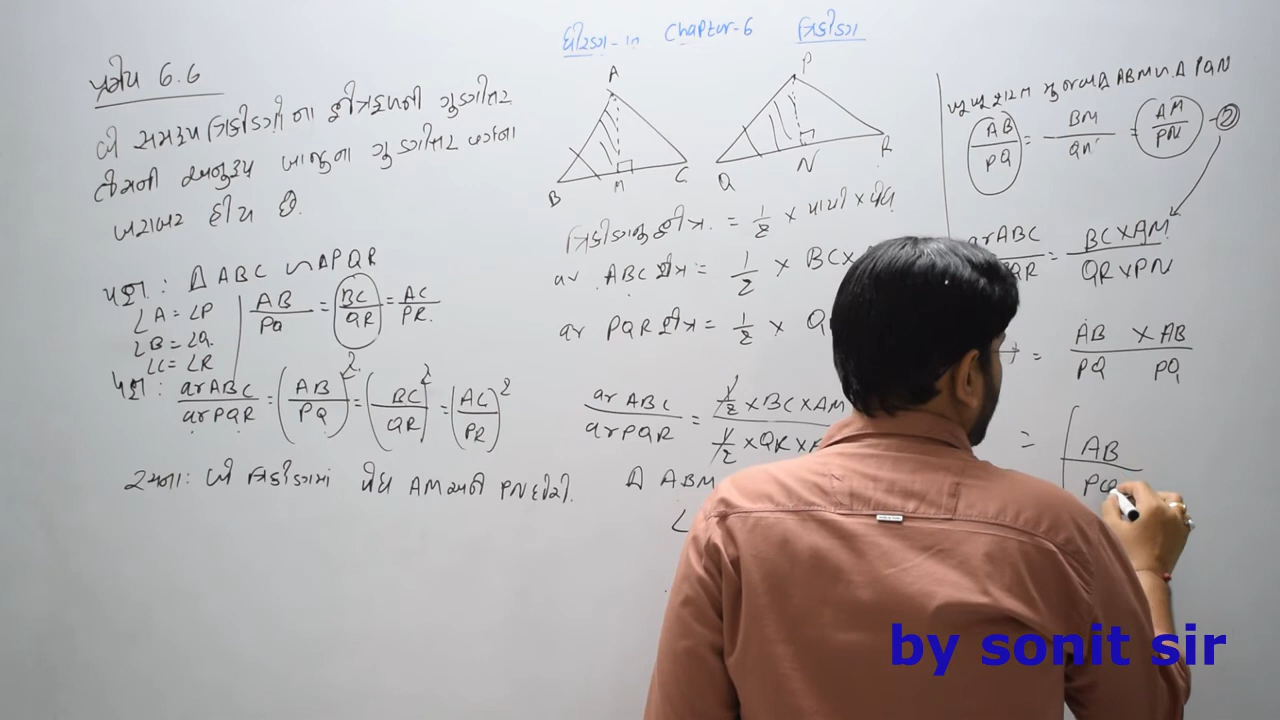 ધોરણ-10 Chapter-6 ત્રિકોણ
પ્રમેય 6.6
બે સમરૂપ ત્રિકોણોના ક્ષેત્રફળની ગુણોત્તર
તેમની અનુરૂપ બાજુના ગુણોત્તર વર્ગના
બરાબર હોય છે.
પક્ષ : Δ ABC ∽ Δ PQR
∠A = ∠P
∠B = ∠Q
∠C = ∠R
AB/PQ = BC/QR = AC/PR
: arABC/arPQR = (AB/PQ)² = (BC/QR)² = (AC/PR)²
રચના : બે ત્રિકોણમાં વેધ AM અને PN દોરો.
A
B M C
P
Q N R
ત્રિકોણનું ક્ષેત્ર. = 1/2 × પાયો × વેધ
ar ABC ક્ષેત્ર = 1/2 × BC ×
ar PQR ક્ષેત્ર = 1/2 ×
ar ABC/ar PQR = 1/2 × BC × AM
Δ ABM
∠
Δ ABM ∽ Δ PQN
AB/PQ = BM/QN = AM/PN - ②
arABC = BC × AM/QR × PN
= AB × AB/PQ PQ
= AB/PQ
by sonit sir